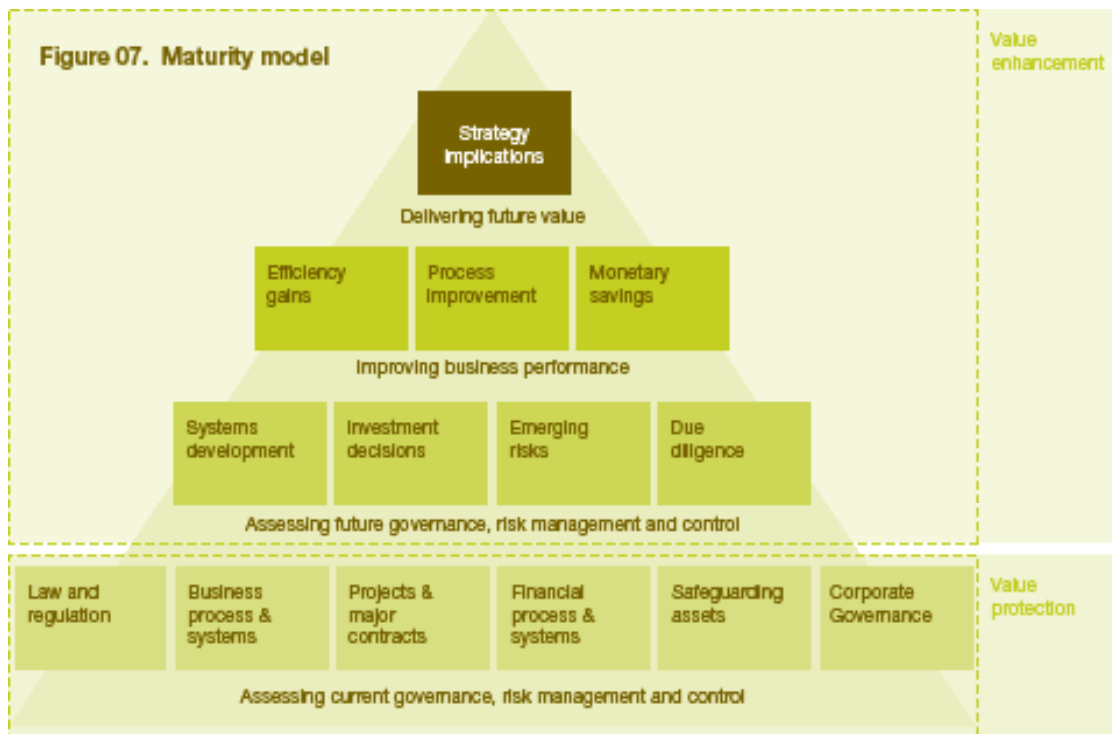 Figure 07. Maturity model
Value
enhancement
Strategy
implications
Delivering future value
Efficiency
gains
Process
improvement
Monetary
savings
Improving business performance
Systems
development
Investment
decisions
Emerging
risks
Due
diligence
Assessing future governance, risk management and control
Law and
regulation
Business
process &
systems
Projects &
major
contracts
Financial
process &
systems
Safeguarding
assets
Corporate
Governance
Value
protection
Assessing current governance, risk management and control